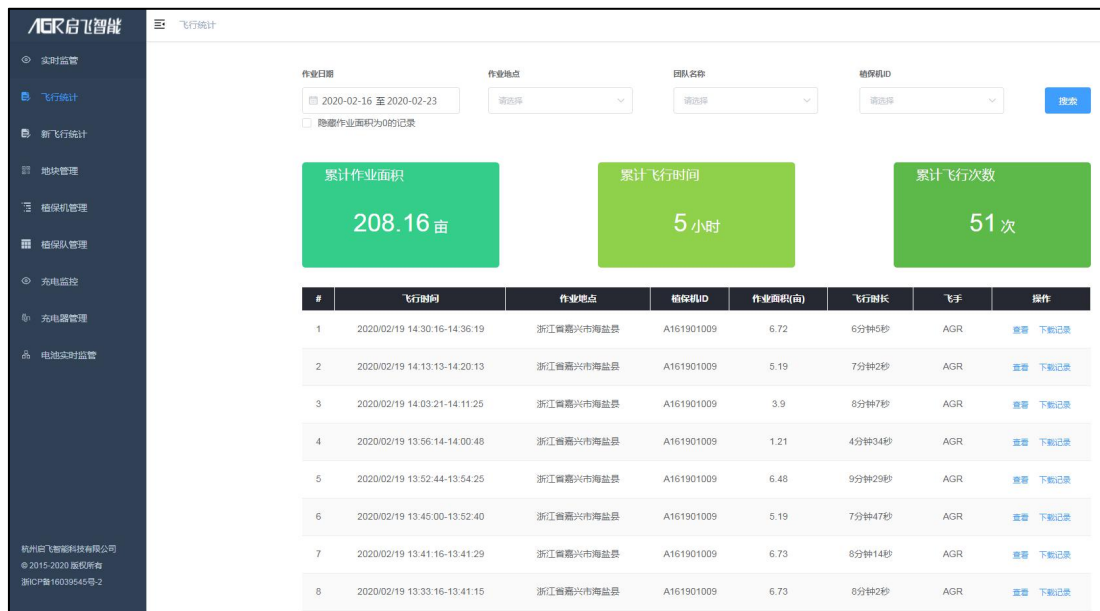 AGR启飞智能
飞行统计
实时监管
飞行统计
新飞行统计
地块管理
植保机管理
植保队管理
充电监控
充电器管理
电池实时监管
杭州启飞智能科技有限公司
© 2015-2020 版权所有
浙ICP备16039545号-2
作业日期 作业地点 团队名称 植保机ID
2020-02-16 至 2020-02-23 请选择 请选择 请选择 搜索
隐藏作业面积为0的记录
累计作业面积 累计飞行时间 累计飞行次数
208.16 亩 5 小时 51 次
# 飞行时间 作业地点 植保机ID 作业面积(亩) 飞行时长 飞手 操作
1 2020/02/19 14:30:16-14:36:19 浙江省嘉兴市海盐县 A161901009 6.72 6分钟5秒 AGR 查看 下载记录
2 2020/02/19 14:13:13-14:20:13 浙江省嘉兴市海盐县 A161901009 5.19 7分钟2秒 AGR 查看 下载记录
3 2020/02/19 14:03:21-14:11:25 浙江省嘉兴市海盐县 A161901009 3.9 8分钟7秒 AGR 查看 下载记录
4 2020/02/19 13:56:14-14:00:48 浙江省嘉兴市海盐县 A161901009 1.21 4分钟34秒 AGR 查看 下载记录
5 2020/02/19 13:52:44-13:54:25 浙江省嘉兴市海盐县 A161901009 6.48 9分钟29秒 AGR 查看 下载记录
6 2020/02/19 13:45:00-13:52:40 浙江省嘉兴市海盐县 A161901009 5.19 7分钟47秒 AGR 查看 下载记录
7 2020/02/19 13:41:16-13:41:29 浙江省嘉兴市海盐县 A161901009 6.73 8分钟14秒 AGR 查看 下载记录
8 2020/02/19 13:33:16-13:41:15 浙江省嘉兴市海盐县 A161901009 6.73 8分钟2秒 AGR 查看 下载记录